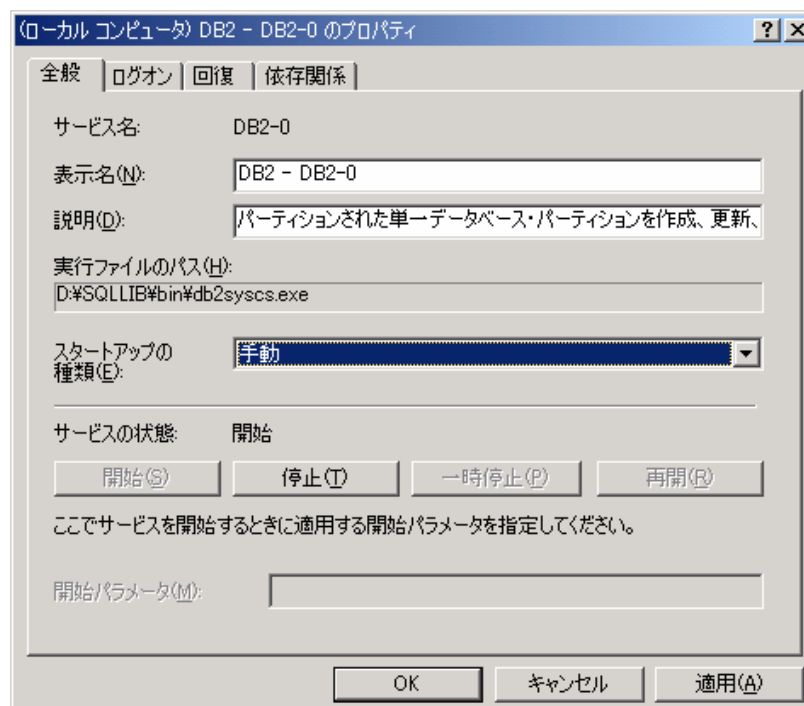 (ローカル コンピュータ) DB2 - DB2-0 のプロパティ
全般 ログオン 回復 依存関係
サービス名: DB2-0
表示名(N): DB2 - DB2-0
説明(D): パーティションされた単一データベース・パーティションを作成、更新、
実行ファイルのパス(H):
D:¥SQLLIB¥bin¥db2syscs.exe
スタートアップの
種類(E): 手動
サービスの状態: 開始
開始(S) 停止(T) 一時停止(P) 再開(R)
ここでサービスを開始するときに適用する開始パラメータを指定してください。
開始パラメータ(M):
OK キャンセル 適用(A)